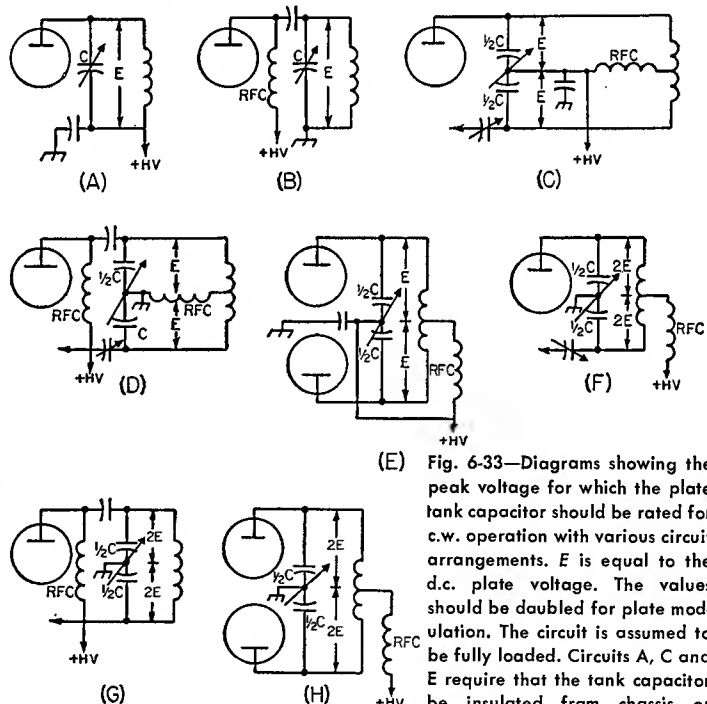 C
E
+HV
(A)
RFC
C
E
+HV
(B)
½C
½C
E
E
RFC
+HV
(C)
RFC
½C
C
E
E
RFC
+HV
(D)
½C
½C
E
E
RFC
+HV
(E)
½C
½C
2E
2E
RFC
+HV
(F)
RFC
½C
½C
2E
2E
+HV
(G)
½C
½C
2E
2E
RFC
+HV
(H)
Fig. 6-33—Diagrams showing the
peak voltage for which the plate
tank capacitor should be rated for
c.w. operation with various circuit
arrangements. E is equal to the
d.c. plate voltage. The values
should be daubled for plate mod-
ulation. The circuit is assumed to
be fully loaded. Circuits A, C and
E require that the tank capacitor
be insulated fram chassis or